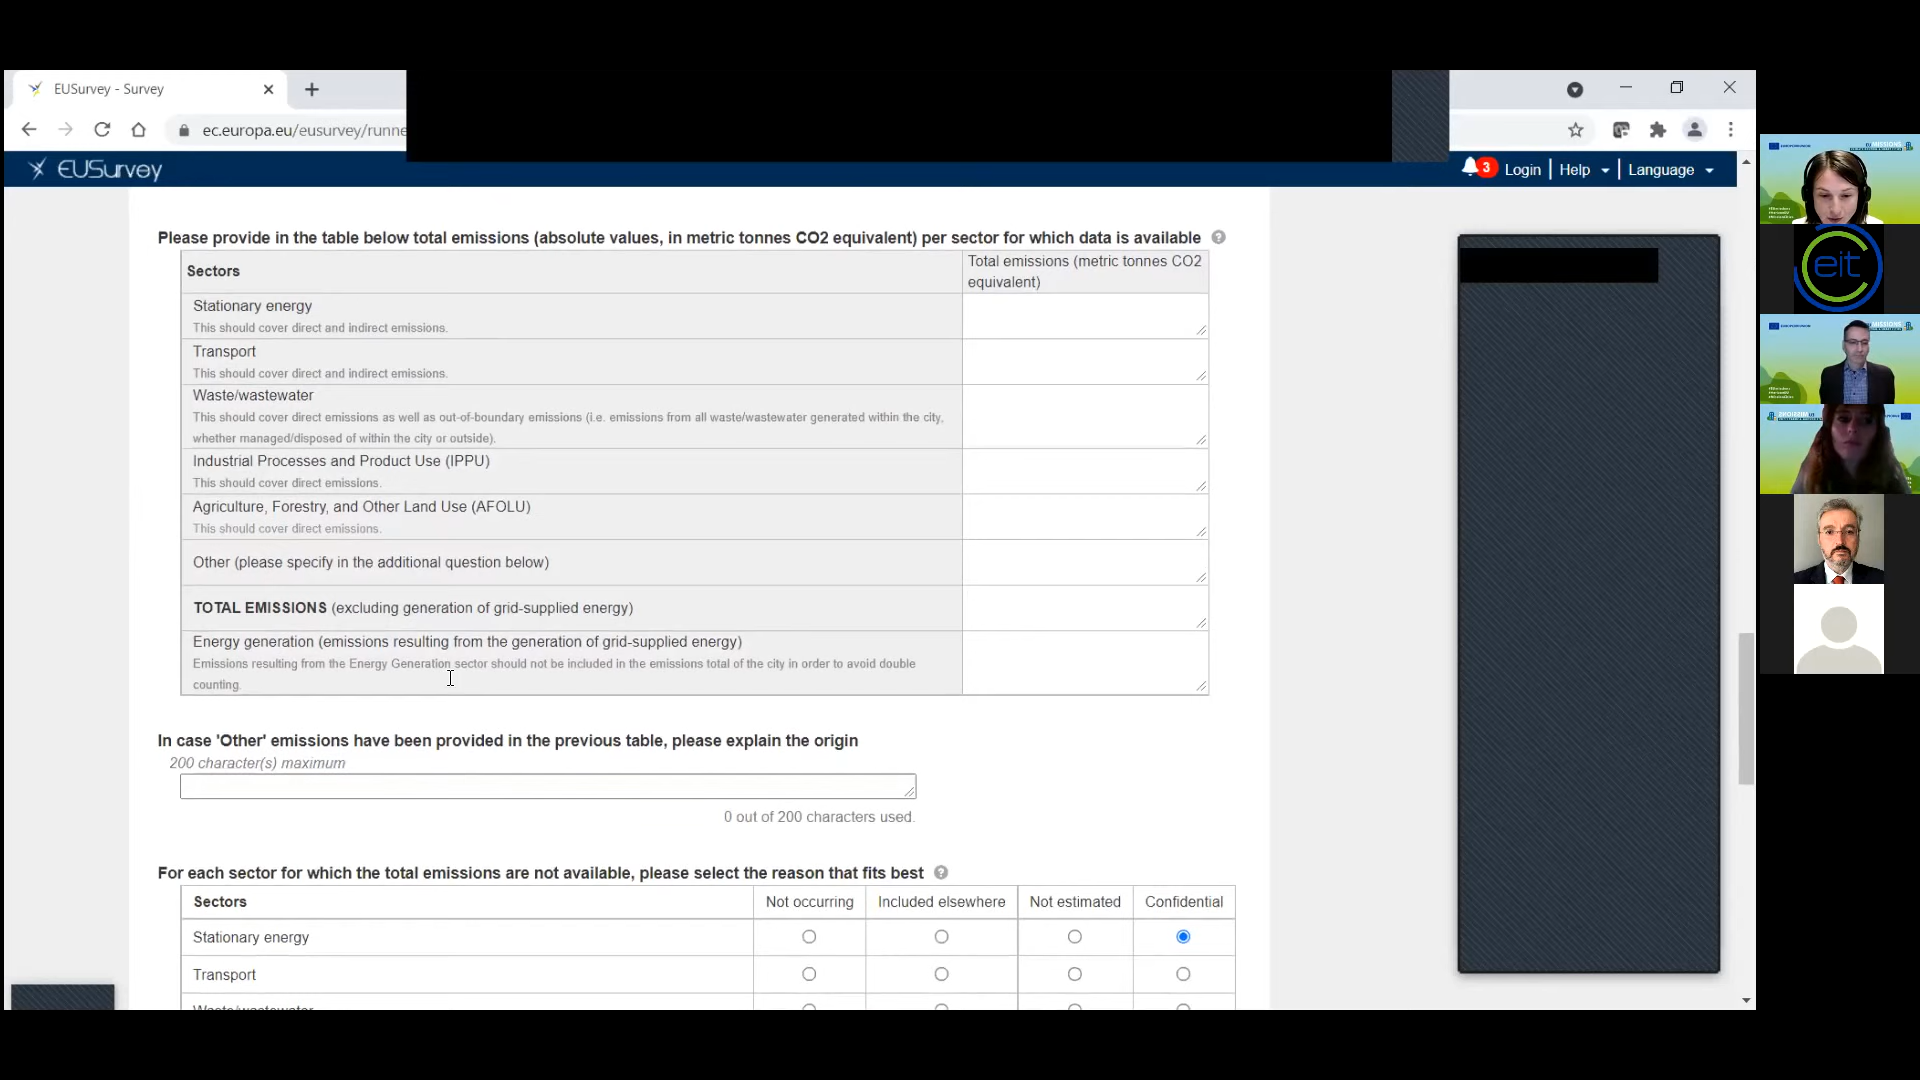 EUSurvey - Survey
ec.europa.eu/eusurvey/runne
EUSurvey
3
Login
Help
Language
Please provide in the table below total emissions (absolute values, in metric tonnes CO2 equivalent) per sector for which data is available
Sectors
Total emissions (metric tonnes CO2
equivalent)
Stationary energy
This should cover direct and indirect emissions.
Transport
This should cover direct and indirect emissions.
Waste/wastewater
This should cover direct emissions as well as out-of-boundary emissions (i.e. emissions from all waste/wastewater generated within the city,
whether managed/disposed of within the city or outside).
Industrial Processes and Product Use (IPPU)
This should cover direct emissions.
Agriculture, Forestry, and Other Land Use (AFOLU)
This should cover direct emissions.
Other (please specify in the additional question below)
TOTAL EMISSIONS (excluding generation of grid-supplied energy)
Energy generation (emissions resulting from the generation of grid-supplied energy)
Emissions resulting from the Energy Generation sector should not be included in the emissions total of the city in order to avoid double
counting.
In case 'Other' emissions have been provided in the previous table, please explain the origin
200 character(s) maximum
0 out of 200 characters used.
For each sector for which the total emissions are not available, please select the reason that fits best
Sectors
Not occurring
Included elsewhere
Not estimated
Confidential
Stationary energy
Transport
Waste/wastewater
eit